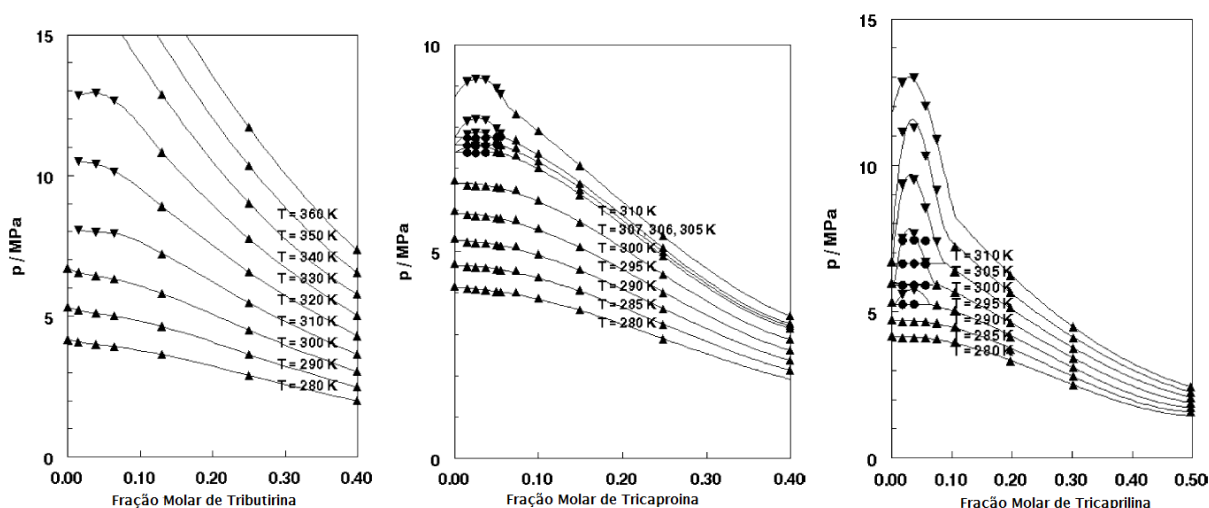 15
10
5
0
p / MPa
T = 360 K
T = 350 K
T = 340 K
T = 330 K
T = 320 K
T = 310 K
T = 300 K
T = 290 K
T = 280 K
0.00 0.10 0.20 0.30 0.40
Fração Molar de Tributirina
10
5
0
p / MPa
T = 310 K
T = 307, 306, 305 K
T = 300 K
T = 295 K
T = 290 K
T = 285 K
T = 280 K
0.00 0.10 0.20 0.30 0.40
Fração Molar de Tricaproina
15
10
5
0
p / MPa
T = 310 K
T = 305 K
T = 300 K
T = 295 K
T = 290 K
T = 285 K
T = 280 K
0.00 0.10 0.20 0.30 0.40 0.50
Fração Molar de Tricaprilina